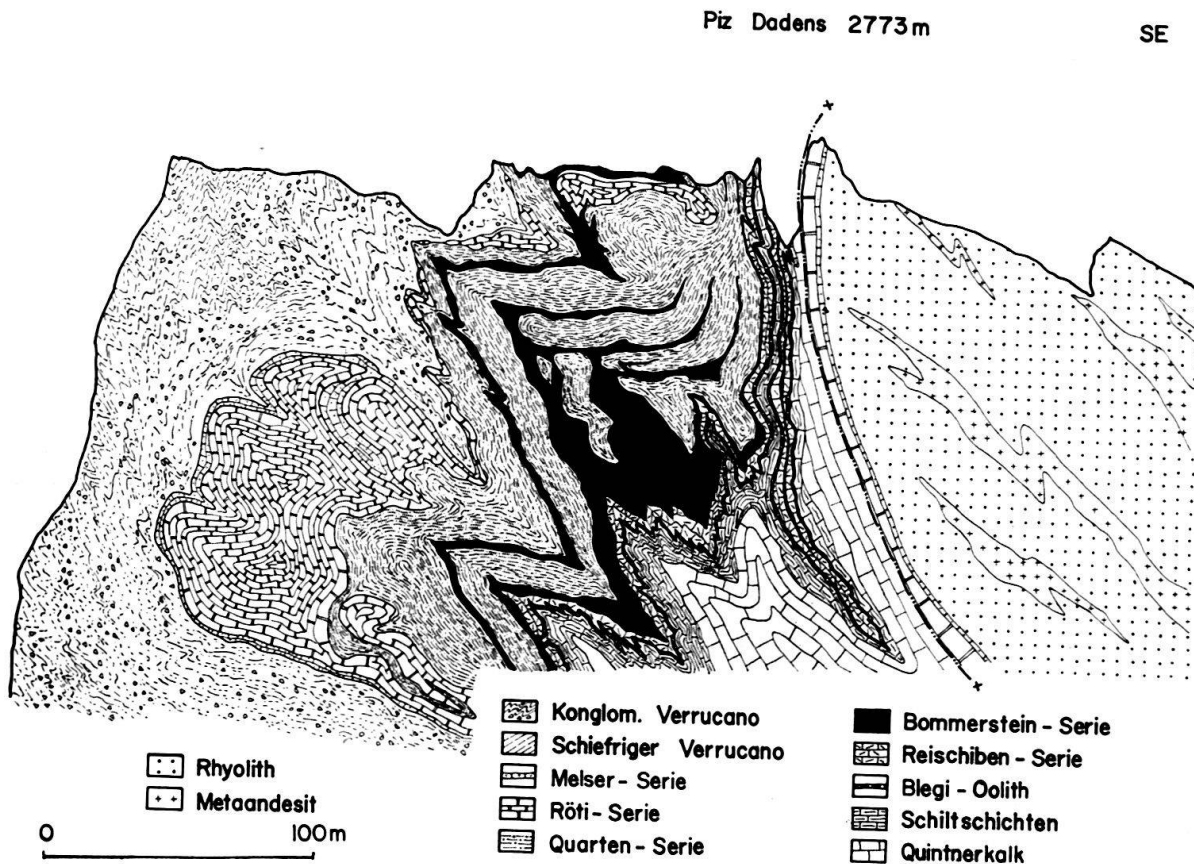 Piz Dadens 2773m
SE
Rhyolith
Metaandesit
0 100m
Konglom. Verrucano
Schiefriger Verrucano
Melser-Serie
Röti-Serie
Quarten-Serie
Bommerstein-Serie
Reischiben-Serie
Blegi-Oolith
Schiltschichten
Quintnerkalk